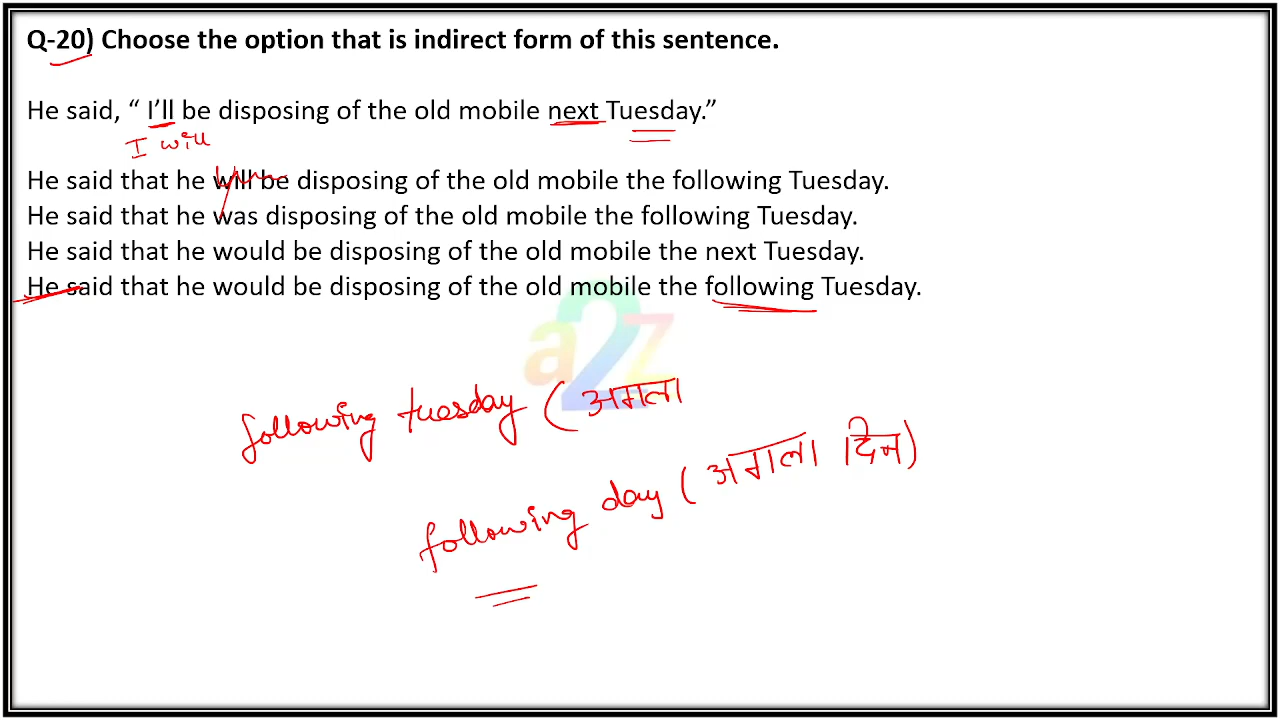 Q-20) Choose the option that is indirect form of this sentence.
He said, “ I’ll be disposing of the old mobile next Tuesday.”
I will
He said that he will be disposing of the old mobile the following Tuesday.
He said that he was disposing of the old mobile the following Tuesday.
He said that he would be disposing of the old mobile the next Tuesday.
He said that he would be disposing of the old mobile the following Tuesday.
a2z
following tuesday ( अगला
following day ( अगला दिन)